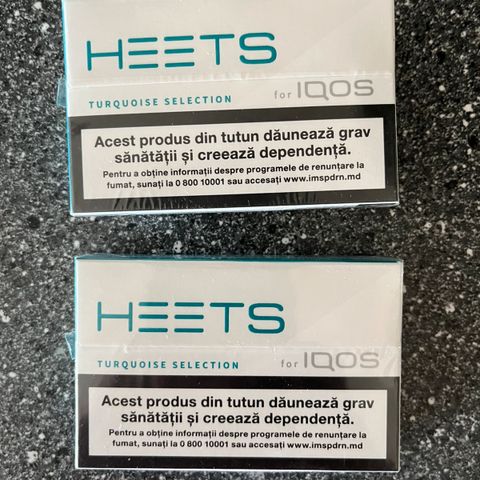 HEETS
TURQUOISE SELECTION for IQOS
Acest produs din tutun dăunează grav
sănătății și creează dependență.
Pentru a obține informații despre programele de renunțare la
fumat, sunați la 0 800 10001 sau accesați www.imspdrn.md
HEETS
TURQUOISE SELECTION for IQOS
Acest produs din tutun dăunează grav
sănătății și creează dependență.
Pentru a obține informații despre programele de renunțare la
fumat, sunați la 0 800 10001 sau accesați www.imspdrn.md